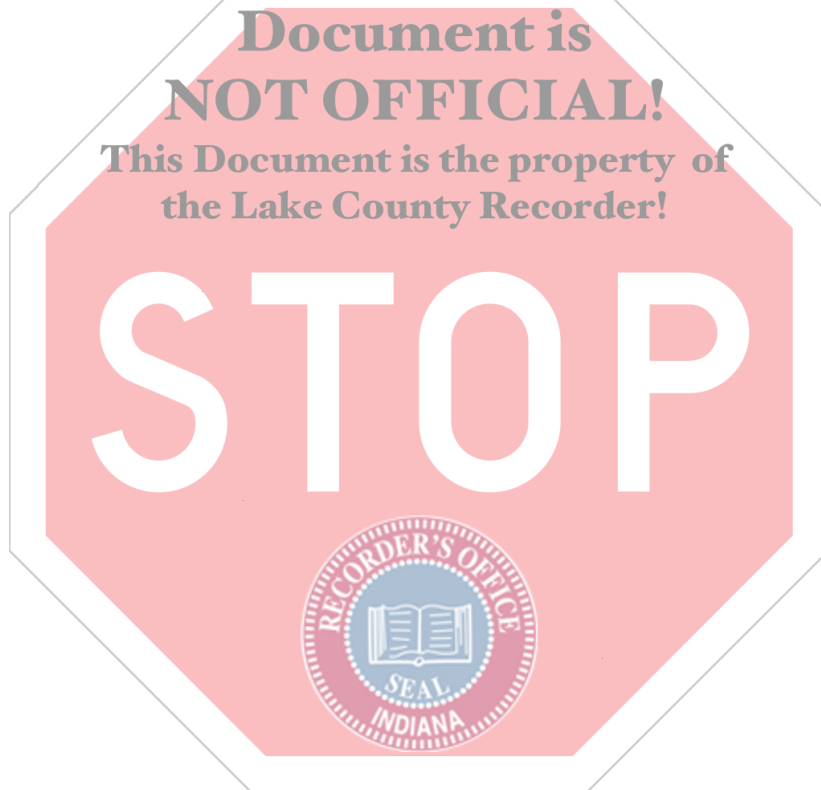 Document is
NOT OFFICIAL!
This Document is the property of
the Lake County Recorder!
STOP
RECORDER'S OFFICE
SEAL
INDIANA